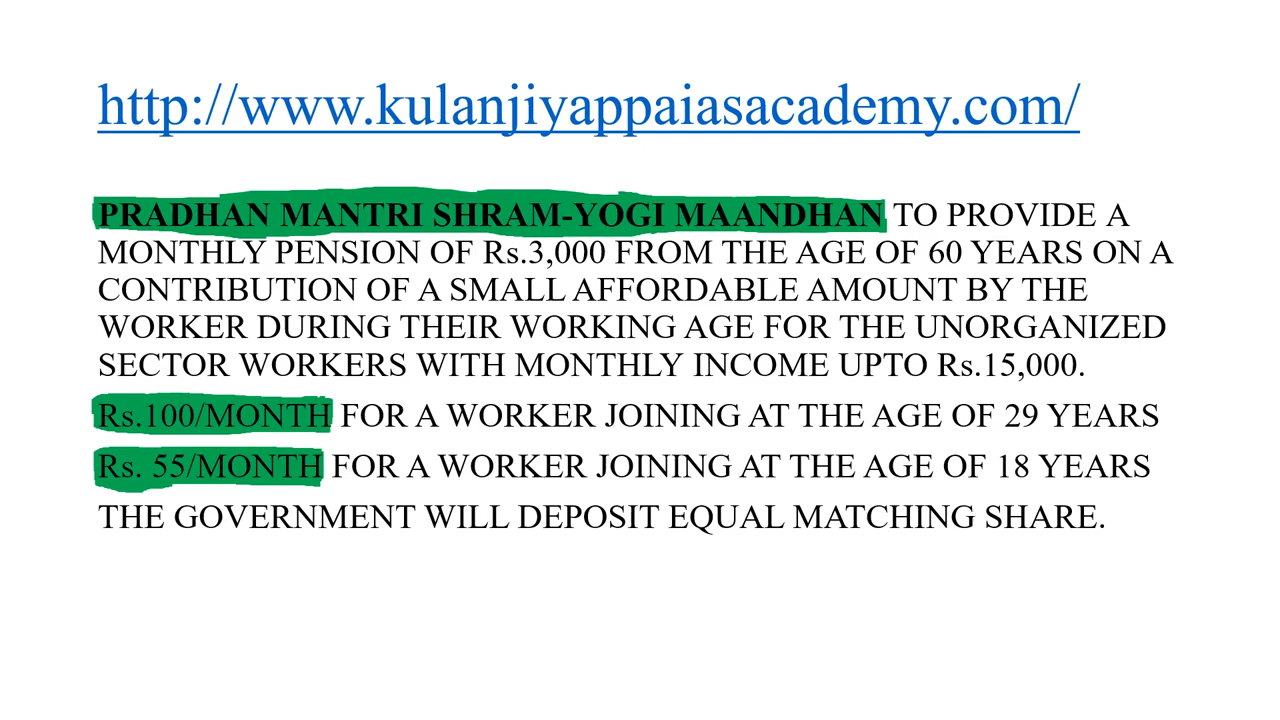 http://www.kulanjiyappaiasacademy.com/
PRADHAN MANTRI SHRAM-YOGI MAANDHAN TO PROVIDE A
MONTHLY PENSION OF Rs.3,000 FROM THE AGE OF 60 YEARS ON A
CONTRIBUTION OF A SMALL AFFORDABLE AMOUNT BY THE
WORKER DURING THEIR WORKING AGE FOR THE UNORGANIZED
SECTOR WORKERS WITH MONTHLY INCOME UPTO Rs.15,000.
Rs.100/MONTH FOR A WORKER JOINING AT THE AGE OF 29 YEARS
Rs. 55/MONTH FOR A WORKER JOINING AT THE AGE OF 18 YEARS
THE GOVERNMENT WILL DEPOSIT EQUAL MATCHING SHARE.